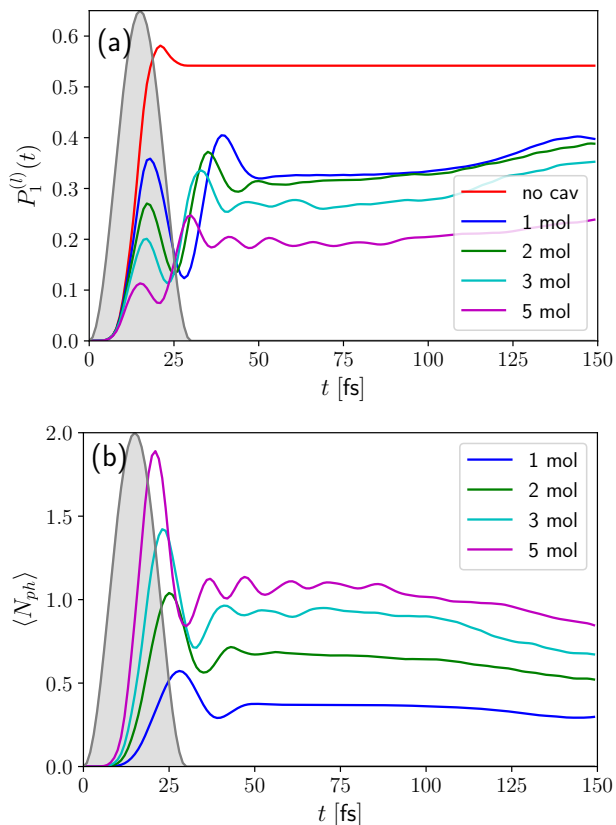 (a)
P_1^{(l)}(t)
0.6
0.5
0.4
0.3
0.2
0.1
0.0
no cav
1 mol
2 mol
3 mol
5 mol
0 25 50 75 100 125 150
t [fs]
(b)
⟨N_{ph}⟩
2.0
1.5
1.0
0.5
0.0
1 mol
2 mol
3 mol
5 mol
0 25 50 75 100 125 150
t [fs]